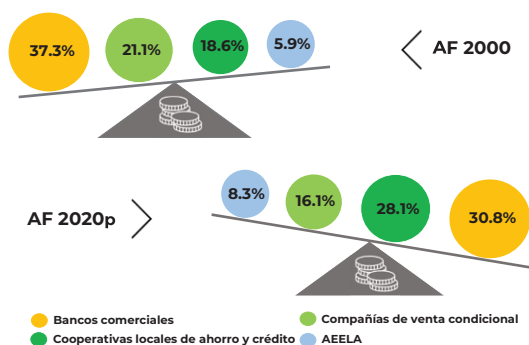 37.3%
21.1%
18.6%
5.9%
AF 2000
AF 2020p
8.3%
16.1%
28.1%
30.8%
Bancos comerciales
Compañías de venta condicional
Cooperativas locales de ahorro y crédito
AEELA